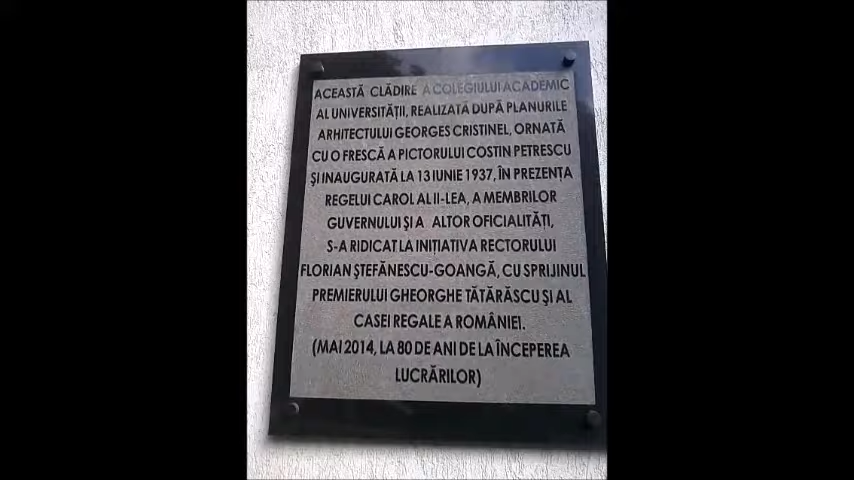 ACEASTĂ CLĂDIRE A COLEGIULUI ACADEMIC
AL UNIVERSITĂȚII, REALIZATĂ DUPĂ PLANURILE
ARHITECTULUI GEORGES CRISTINEL, ORNATĂ
CU O FRESCĂ A PICTORULUI COSTIN PETRESCU
ȘI INAUGURATĂ LA 13 IUNIE 1937, ÎN PREZENȚA
REGELUI CAROL AL II-LEA, A MEMBRILOR
GUVERNULUI ȘI A ALTOR OFICIALITĂȚI,
S-A RIDICAT LA INIȚIATIVA RECTORULUI
FLORIAN ȘTEFĂNESCU-GOANGĂ, CU SPRIJINUL
PREMIERULUI GHEORGHE TĂTĂRĂSCU ȘI AL
CASEI REGALE A ROMÂNIEI.
(MAI 2014, LA 80 DE ANI DE LA ÎNCEPEREA
LUCRĂRILOR)